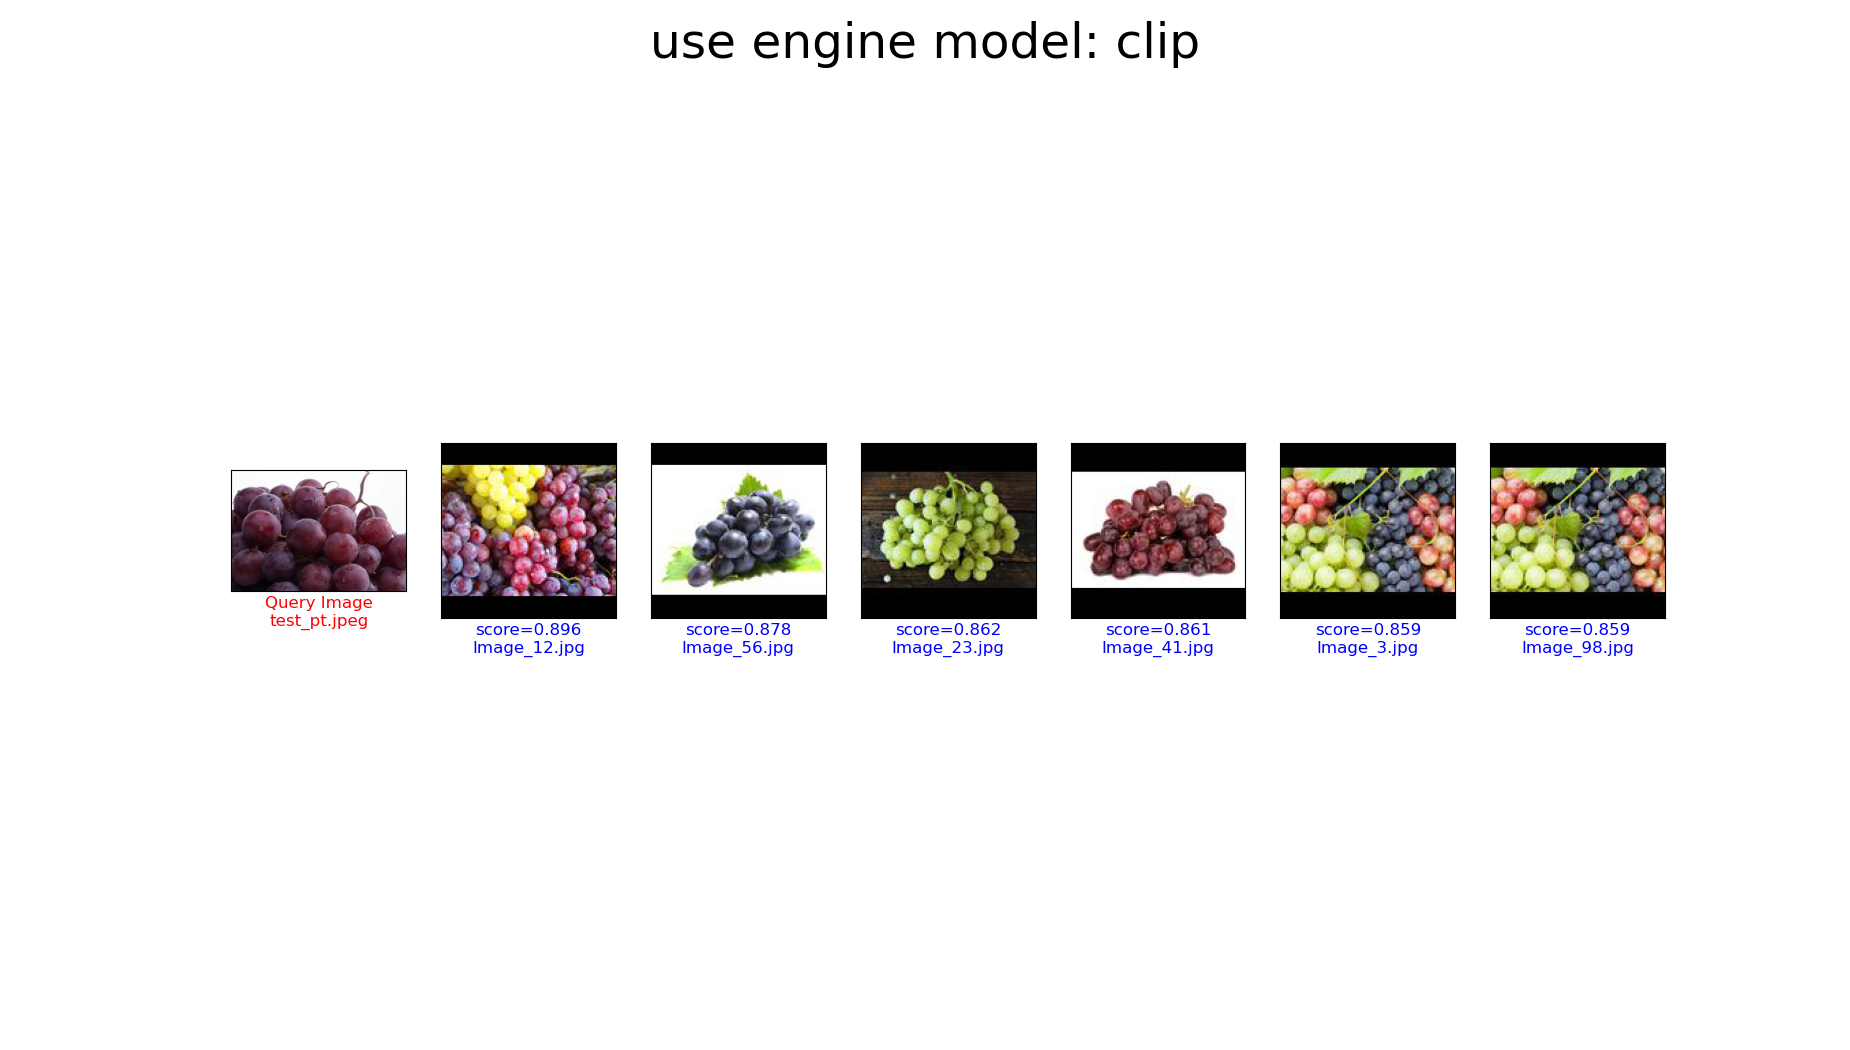 use engine model: clip
Query Image
test_pt.jpeg
score=0.896
Image_12.jpg
score=0.878
Image_56.jpg
score=0.862
Image_23.jpg
score=0.861
Image_41.jpg
score=0.859
Image_3.jpg
score=0.859
Image_98.jpg